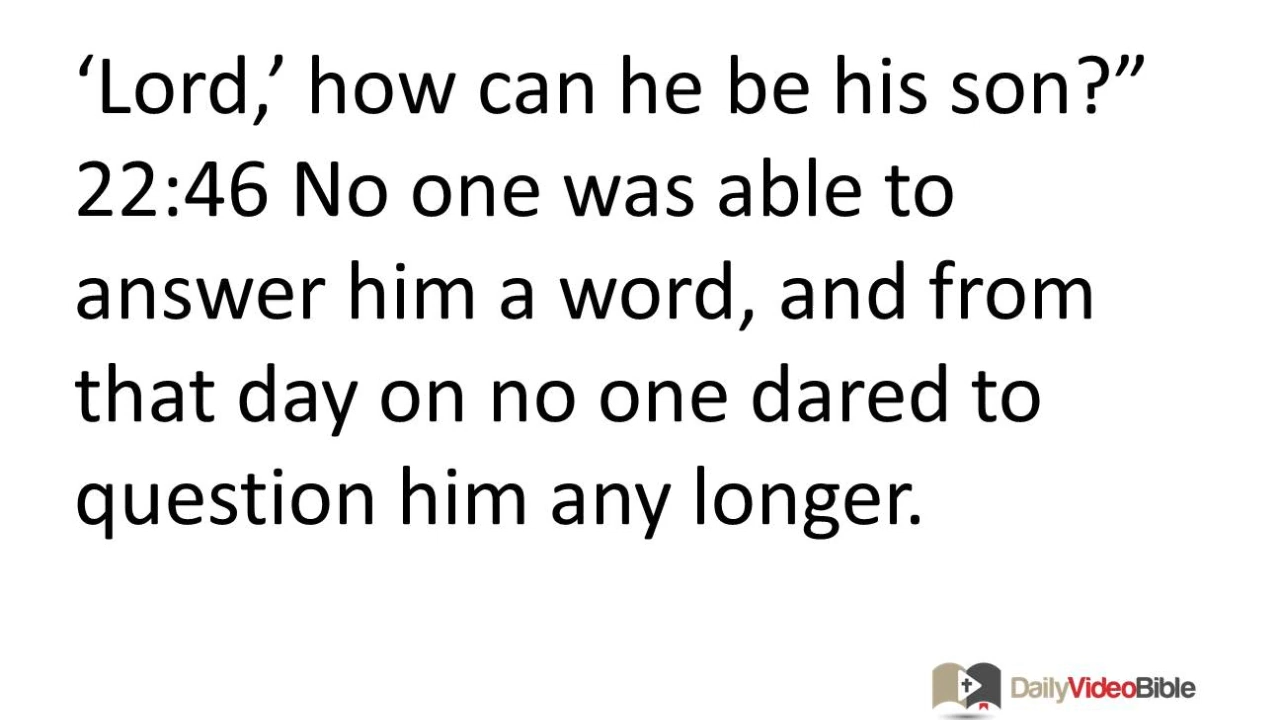 ‘Lord,’ how can he be his son?”
22:46 No one was able to
answer him a word, and from
that day on no one dared to
question him any longer.
DailyVideoBible